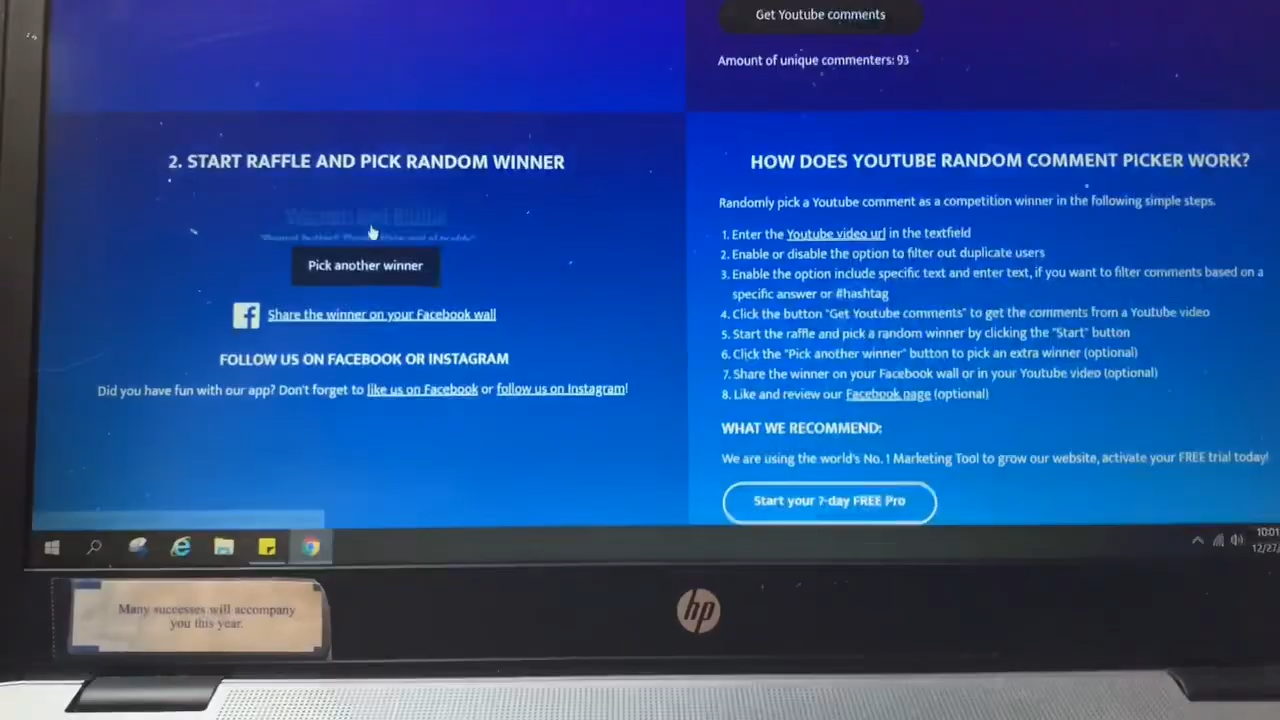 Get Youtube comments
Amount of unique commenters: 93
2. START RAFFLE AND PICK RANDOM WINNER
Pick another winner
Share the winner on your Facebook wall
FOLLOW US ON FACEBOOK OR INSTAGRAM
Did you have fun with our app? Don't forget to like us on Facebook or follow us on Instagram!
HOW DOES YOUTUBE RANDOM COMMENT PICKER WORK?
Randomly pick a Youtube comment as a competition winner in the following simple steps.
1. Enter the Youtube video url in the textfield
2. Enable or disable the option to filter out duplicate users
3. Enable the option include specific text and enter text, if you want to filter comments based on a
specific answer or #hashtag
4. Click the button "Get Youtube comments" to get the comments from a Youtube video
5. Start the raffle and pick a random winner by clicking the "Start" button
6. Click the "Pick another winner" button to pick an extra winner (optional)
7. Share the winner on your Facebook wall or in your Youtube video (optional)
8. Like and review our Facebook page (optional)
WHAT WE RECOMMEND:
We are using the world's No. 1 Marketing Tool to grow our website, activate your FREE trial today!
Start your 7-day FREE Pro
10:01
12/27/
Many successes will accompany
you this year.
hp